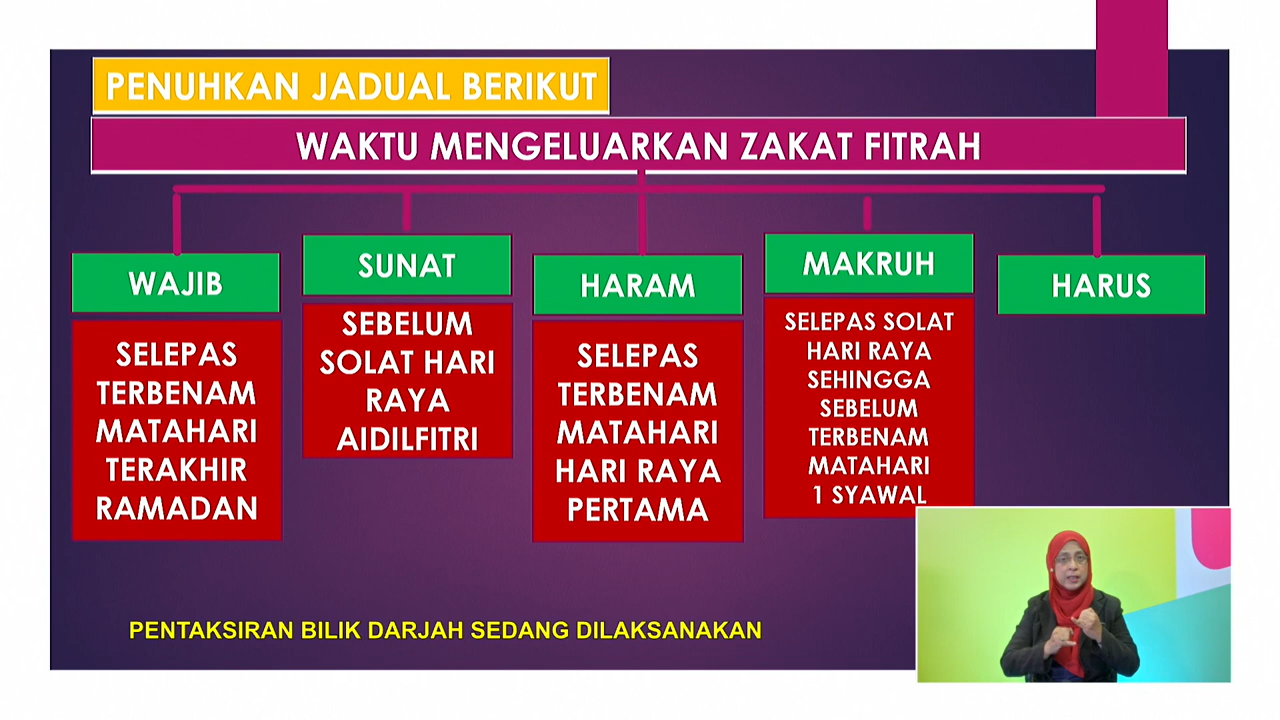 PENUHKAN JADUAL BERIKUT
WAKTU MENGELUARKAN ZAKAT FITRAH
WAJIB
SELEPAS
TERBENAM
MATAHARI
TERAKHIR
RAMADAN
SUNAT
SEBELUM
SOLAT HARI
RAYA
AIDILFITRI
HARAM
SELEPAS
TERBENAM
MATAHARI
HARI RAYA
PERTAMA
MAKRUH
SELEPAS SOLAT
HARI RAYA
SEHINGGA
SEBELUM
TERBENAM
MATAHARI
1 SYAWAL
HARUS
PENTAKSIRAN BILIK DARJAH SEDANG DILAKSANAKAN